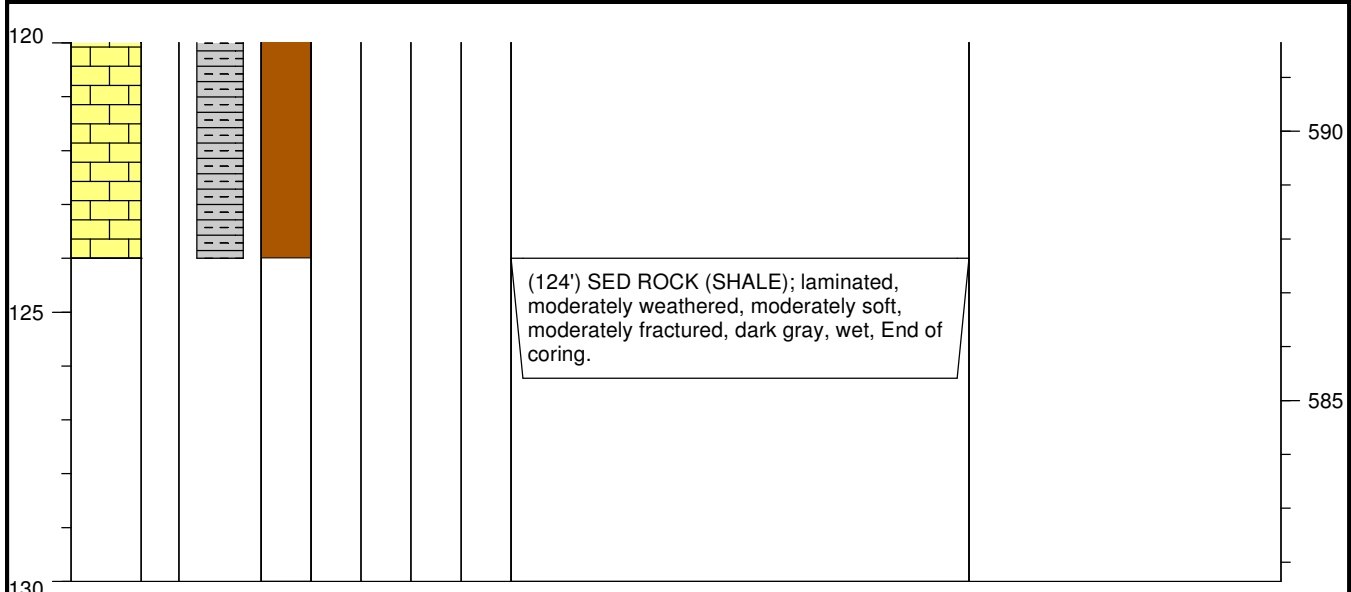 120
590
(124') SED ROCK (SHALE); laminated,
moderately weathered, moderately soft,
moderately fractured, dark gray, wet, End of
coring.
125
585
130